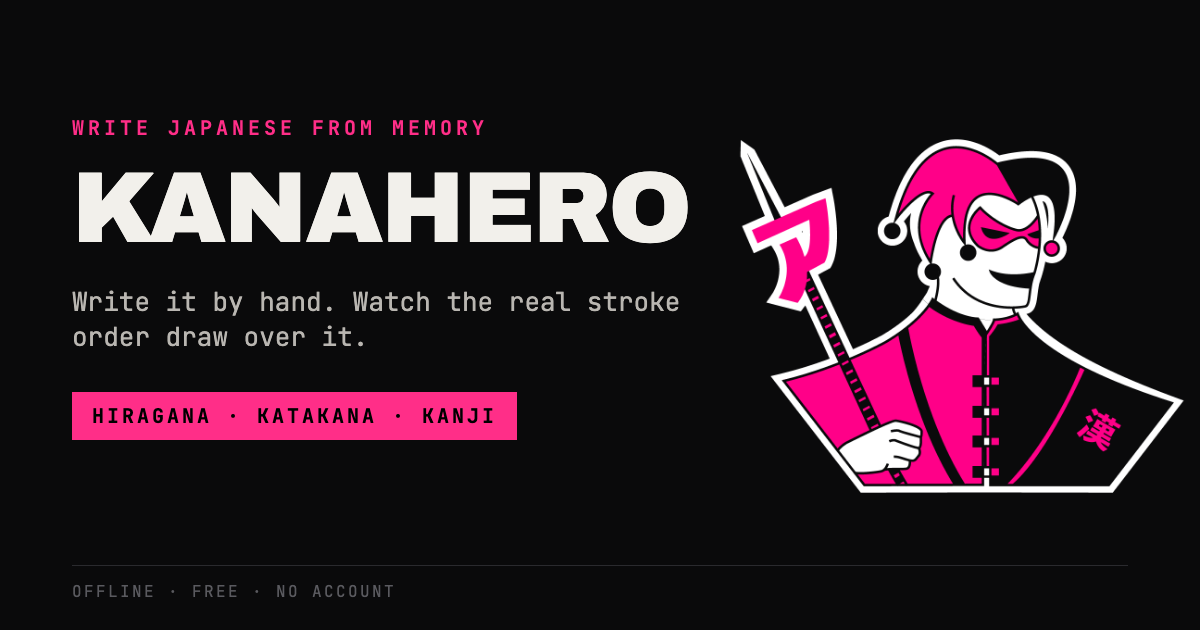 WRITE JAPANESE FROM MEMORY
KANAHERO
Write it by hand. Watch the real stroke
order draw over it.
HIRAGANA · KATAKANA · KANJI
ア
漢
OFFLINE · FREE · NO ACCOUNT